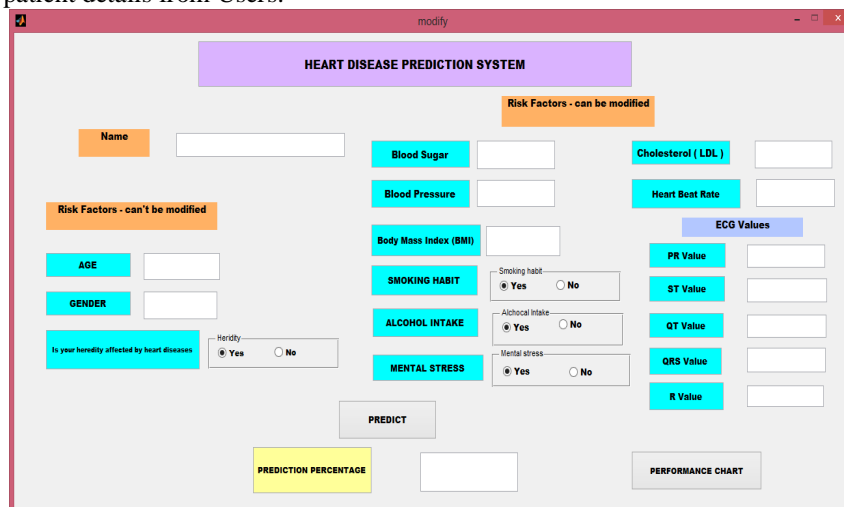 patient details from Users.
modify
HEART DISEASE PREDICTION SYSTEM
Risk Factors - can be modified
Name
Blood Sugar
Cholesterol ( LDL )
Blood Pressure
Heart Beat Rate
Risk Factors - can't be modified
ECG Values
Body Mass Index (BMI)
PR Value
AGE
SMOKING HABIT
Smoking habit
Yes No
ST Value
GENDER
ALCOHOL INTAKE
Alchocal Intake
Yes No
QT Value
Is your heredity affected by heart diseases
Heridity
Yes No
MENTAL STRESS
Mental stress
Yes No
QRS Value
R Value
PREDICT
PREDICTION PERCENTAGE
PERFORMANCE CHART